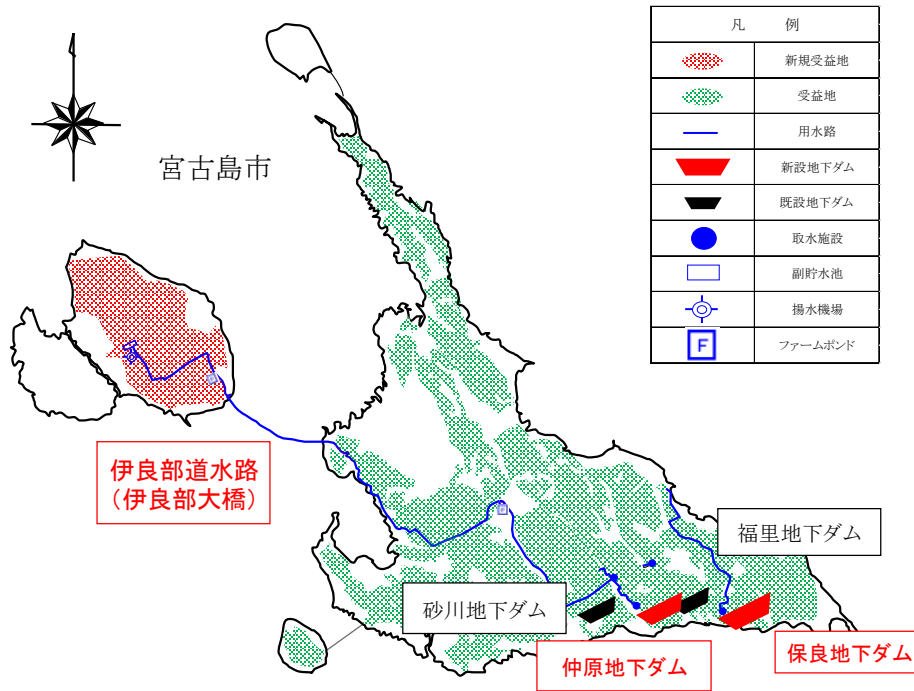 凡 例
新規受益地
受益地
用水路
新設地下ダム
既設地下ダム
取水施設
副貯水池
揚水機場
F
ファームポンド
宮古島市
伊良部道水路
(伊良部大橋)
福里地下ダム
砂川地下ダム
仲原地下ダム
保良地下ダム